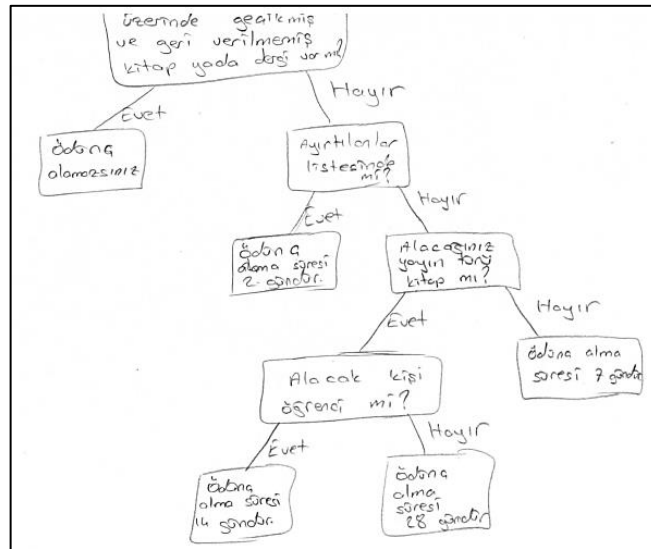 üzerinde gecikmiş
ve geri verilmemiş
kitap yada dergi var mı?
Evet
Hayır
Ödünç
alamazsınız
Ayırtılanlar
listesinde
mi?
Evet
Hayır
Ödünç
alama süresi
2. gündür.
Alacağınız
yayın türü
kitap mı?
Evet
Hayır
Alacak kişi
öğrenci mi?
Ödünç alma
süresi 7 gündür
Evet
Hayır
Ödünç
alma süresi
14 gündür.
Ödünç
alma
süresi
28 gündür